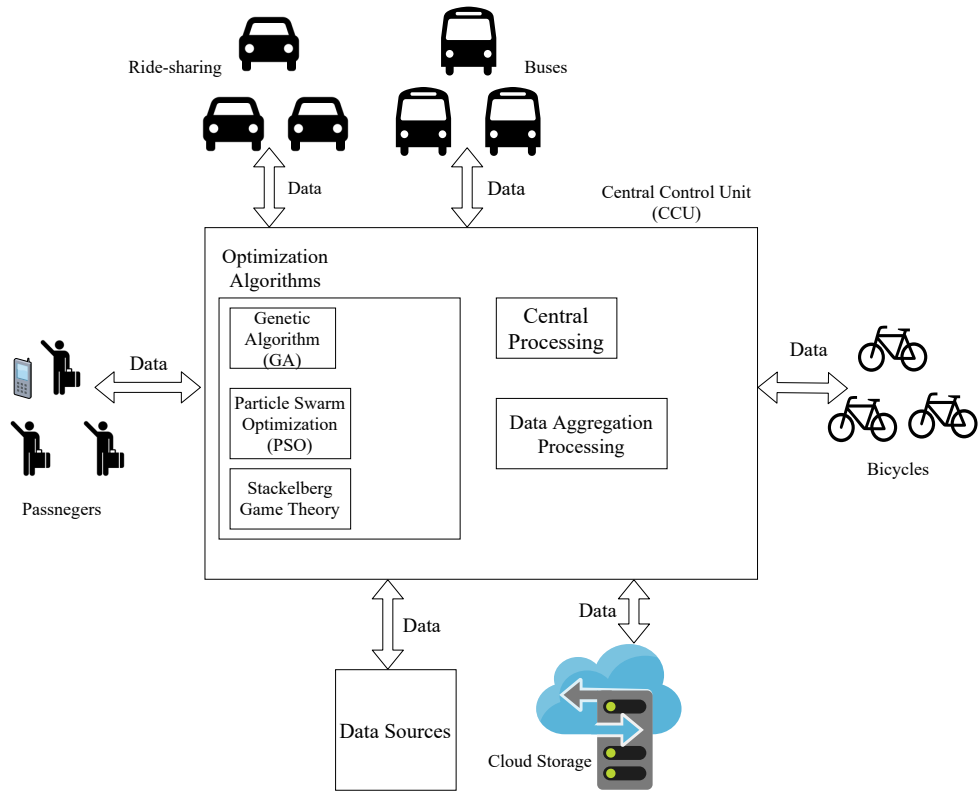 Ride-sharing
Buses
Data
Data
Central Control Unit
(CCU)
Optimization
Algorithms
Genetic
Algorithm
(GA)
Central
Processing
Data
Data
Particle Swarm
Optimization
(PSO)
Data Aggregation
Processing
Stackelberg
Game Theory
Passnegers
Bicycles
Data
Data
Data Sources
Cloud Storage